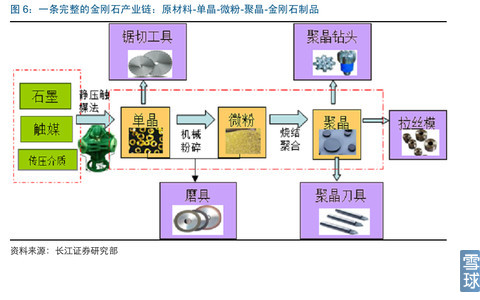 图 6：一条完整的金刚石产业链：原材料-单晶-微粉-聚晶-金刚石制品
锯切工具
聚晶钻头
石墨
触媒
传压介质
静压触
媒法
单晶
机械
粉碎
微粉
烧结
聚合
聚晶
拉丝模
磨具
聚晶刀具
资料来源：长江证券研究部
雪球